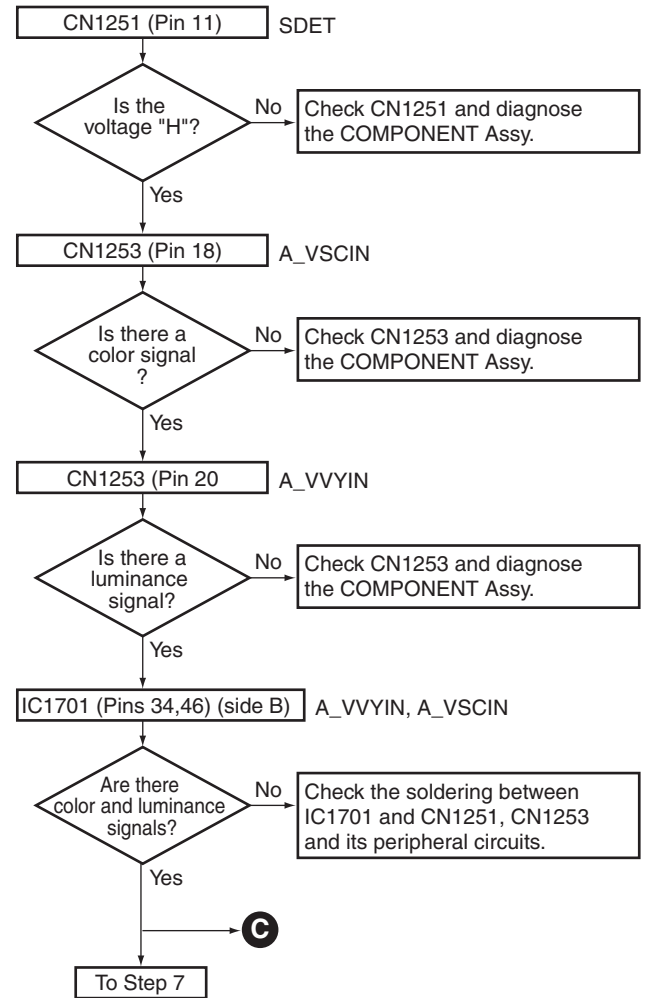 CN1251 (Pin 11) SDET
Is the
voltage "H"?
No
Check CN1251 and diagnose
the COMPONENT Assy.
Yes
CN1253 (Pin 18) A_VSCIN
Is there a
color signal
?
No
Check CN1253 and diagnose
the COMPONENT Assy.
Yes
CN1253 (Pin 20 A_VVYIN
Is there a
luminance
signal?
No
Check CN1253 and diagnose
the COMPONENT Assy.
Yes
IC1701 (Pins 34,46) (side B) A_VVYIN, A_VSCIN
Are there
color and luminance
signals?
No
Check the soldering between
IC1701 and CN1251, CN1253
and its peripheral circuits.
Yes
C
To Step 7